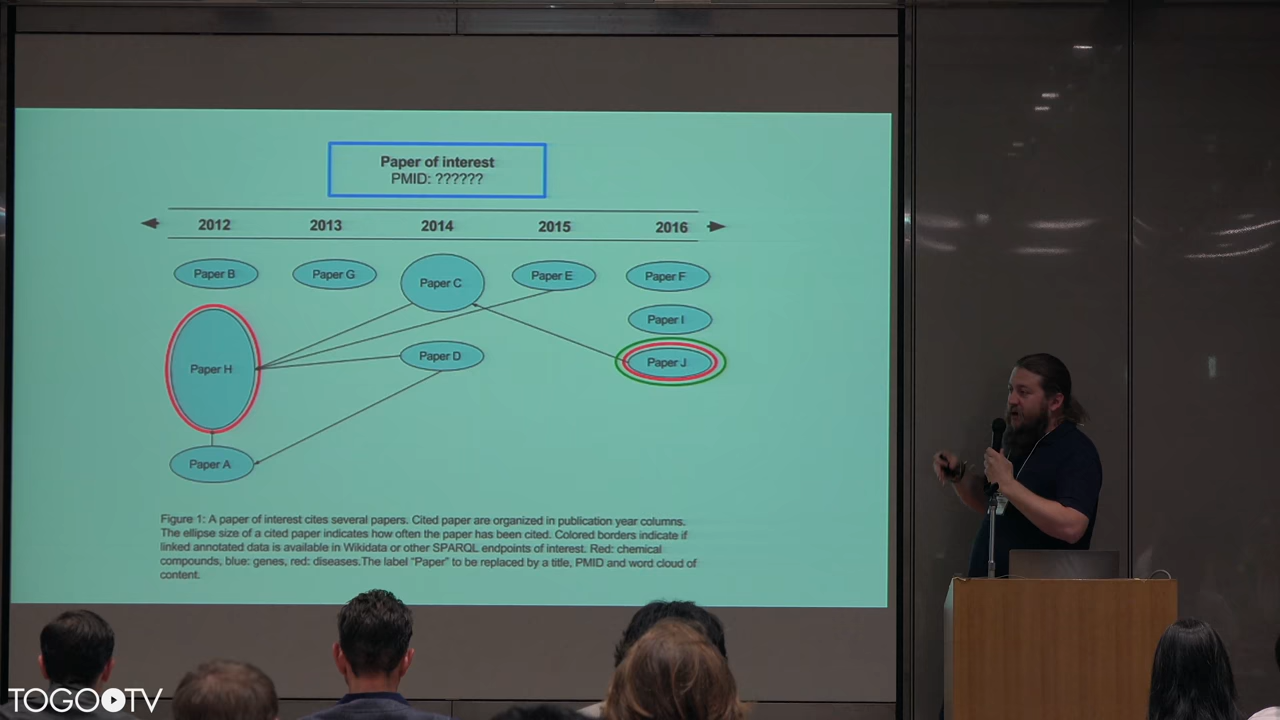 Paper of interest
PMID: ??????
2012 2013 2014 2015 2016
Paper B Paper G Paper C Paper E Paper F
Paper I
Paper H Paper D Paper J
Paper A
Figure 1: A paper of interest cites several papers. Cited paper are organized in publication year columns.
The ellipse size of a cited paper indicates how often the paper has been cited. Colored borders indicate if
linked annotated data is available in Wikidata or other SPARQL endpoints of interest. Red: chemical
compounds, blue: genes, red: diseases.The label "Paper" to be replaced by a title, PMID and word cloud of
content.
TOGO TV